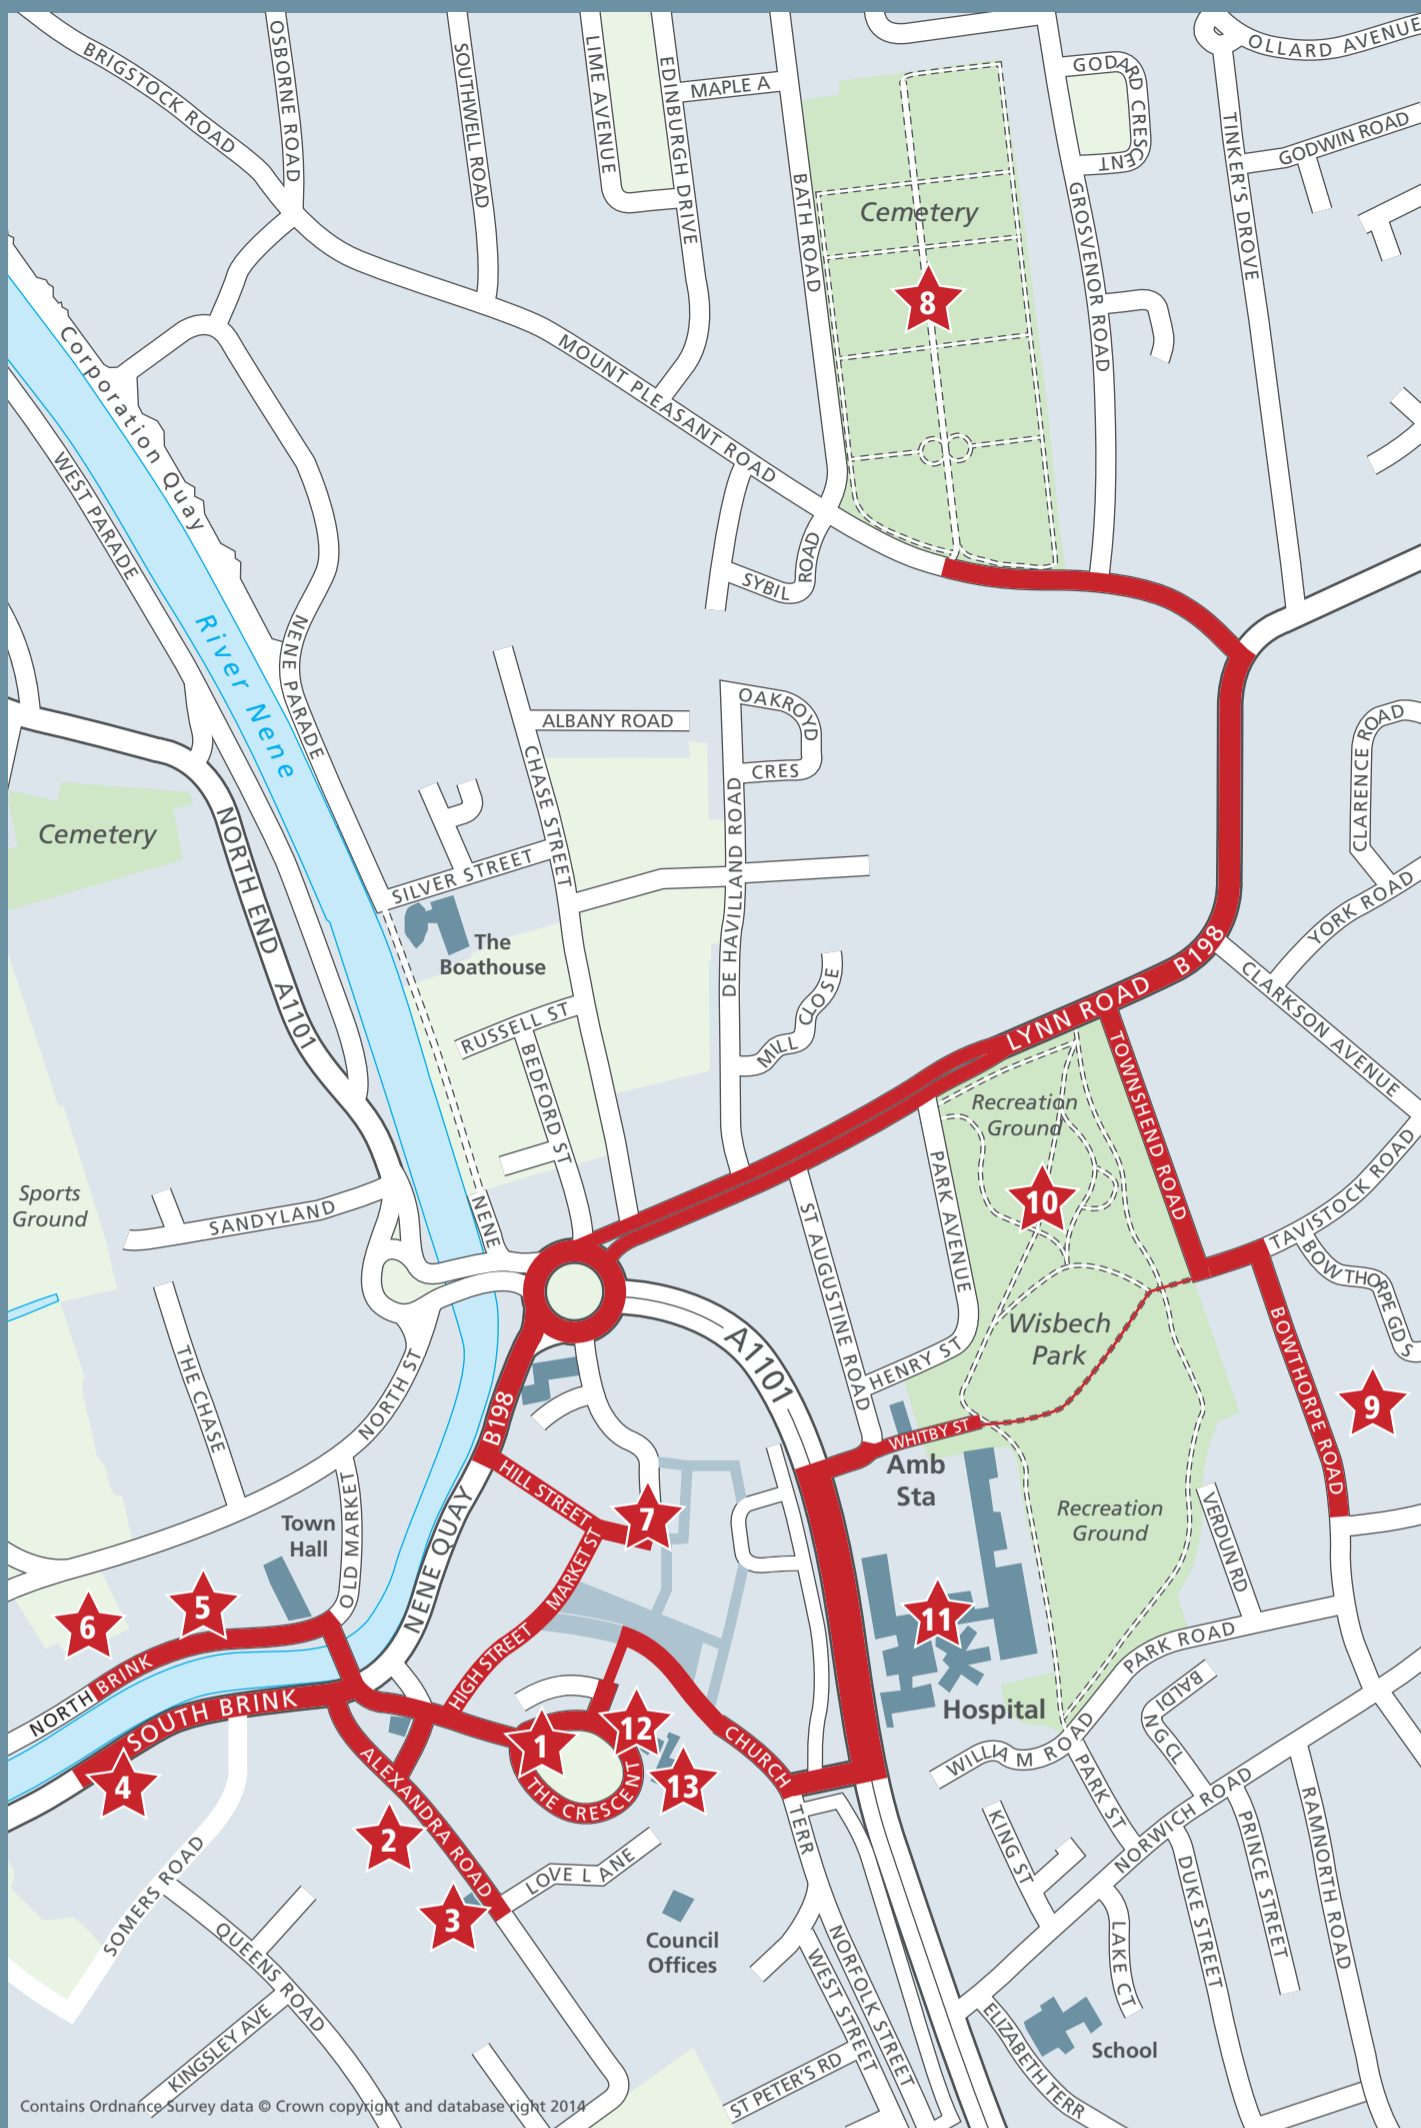 BRIGSTOCK ROAD
OSBORNE ROAD
SOUTHWELL ROAD
LIME AVENUE
EDINBURGH DRIVE
MAPLE A
BATH ROAD
GODARD CRESCENT
OLLARD AVENUE
TINKER'S DROVE
GODWIN ROAD
GROSVENOR ROAD
Cemetery
8
Corporation Quay
MOUNT PLEASANT ROAD
WEST PARADE
SYBIL ROAD
River Nene
NENE PARADE
ALBANY ROAD
OAKROYD
CRES
CHASE STREET
CLARENCE ROAD
Cemetery
NORTH END A1101
DE HAVILLAND ROAD
SILVER STREET
YORK ROAD
The
Boathouse
B198
LYNN ROAD
CLARKSON AVENUE
MILL CLOSE
RUSSELL ST
BEDFORD ST
TOWNSHEND ROAD
Recreation
Ground
PARK AVENUE
TAVISTOCK ROAD
Sports
Ground
SANDYLAND
NENE
10
ST AUGUSTINE ROAD
BOWTHORPE GDS
Wisbech
Park
A1101
HENRY ST
THE CHASE
NORTH ST
B198
BOWTHORPE ROAD
9
WHITBY ST
Amb
Sta
HILL STREET
7
OLD MARKET
Town
Hall
NENE QUAY
MARKET ST
Recreation
Ground
VERDUN RD
6
5
11
HIGH STREET
PARK ROAD
NORTH BRINK
SOUTH BRINK
BALDINGCL
Hospital
1
12
CHURCH
TERR
WILLIAM ROAD
4
THE CRESCENT
13
ALEXANDRA ROAD
2
PARK ST
NORWICH ROAD
KING ST
PRINCE STREET
RAMNORTH ROAD
LOVE LANE
SOMERS ROAD
3
DUKE STREET
Council
Offices
QUEENS ROAD
LAKE CT
NORFOLK STREET
WEST STREET
KINGSLEY AVE
ELIZABETH TERR
School
ST PETER'S RD
Contains Ordnance Survey data © Crown copyright and database right 2014